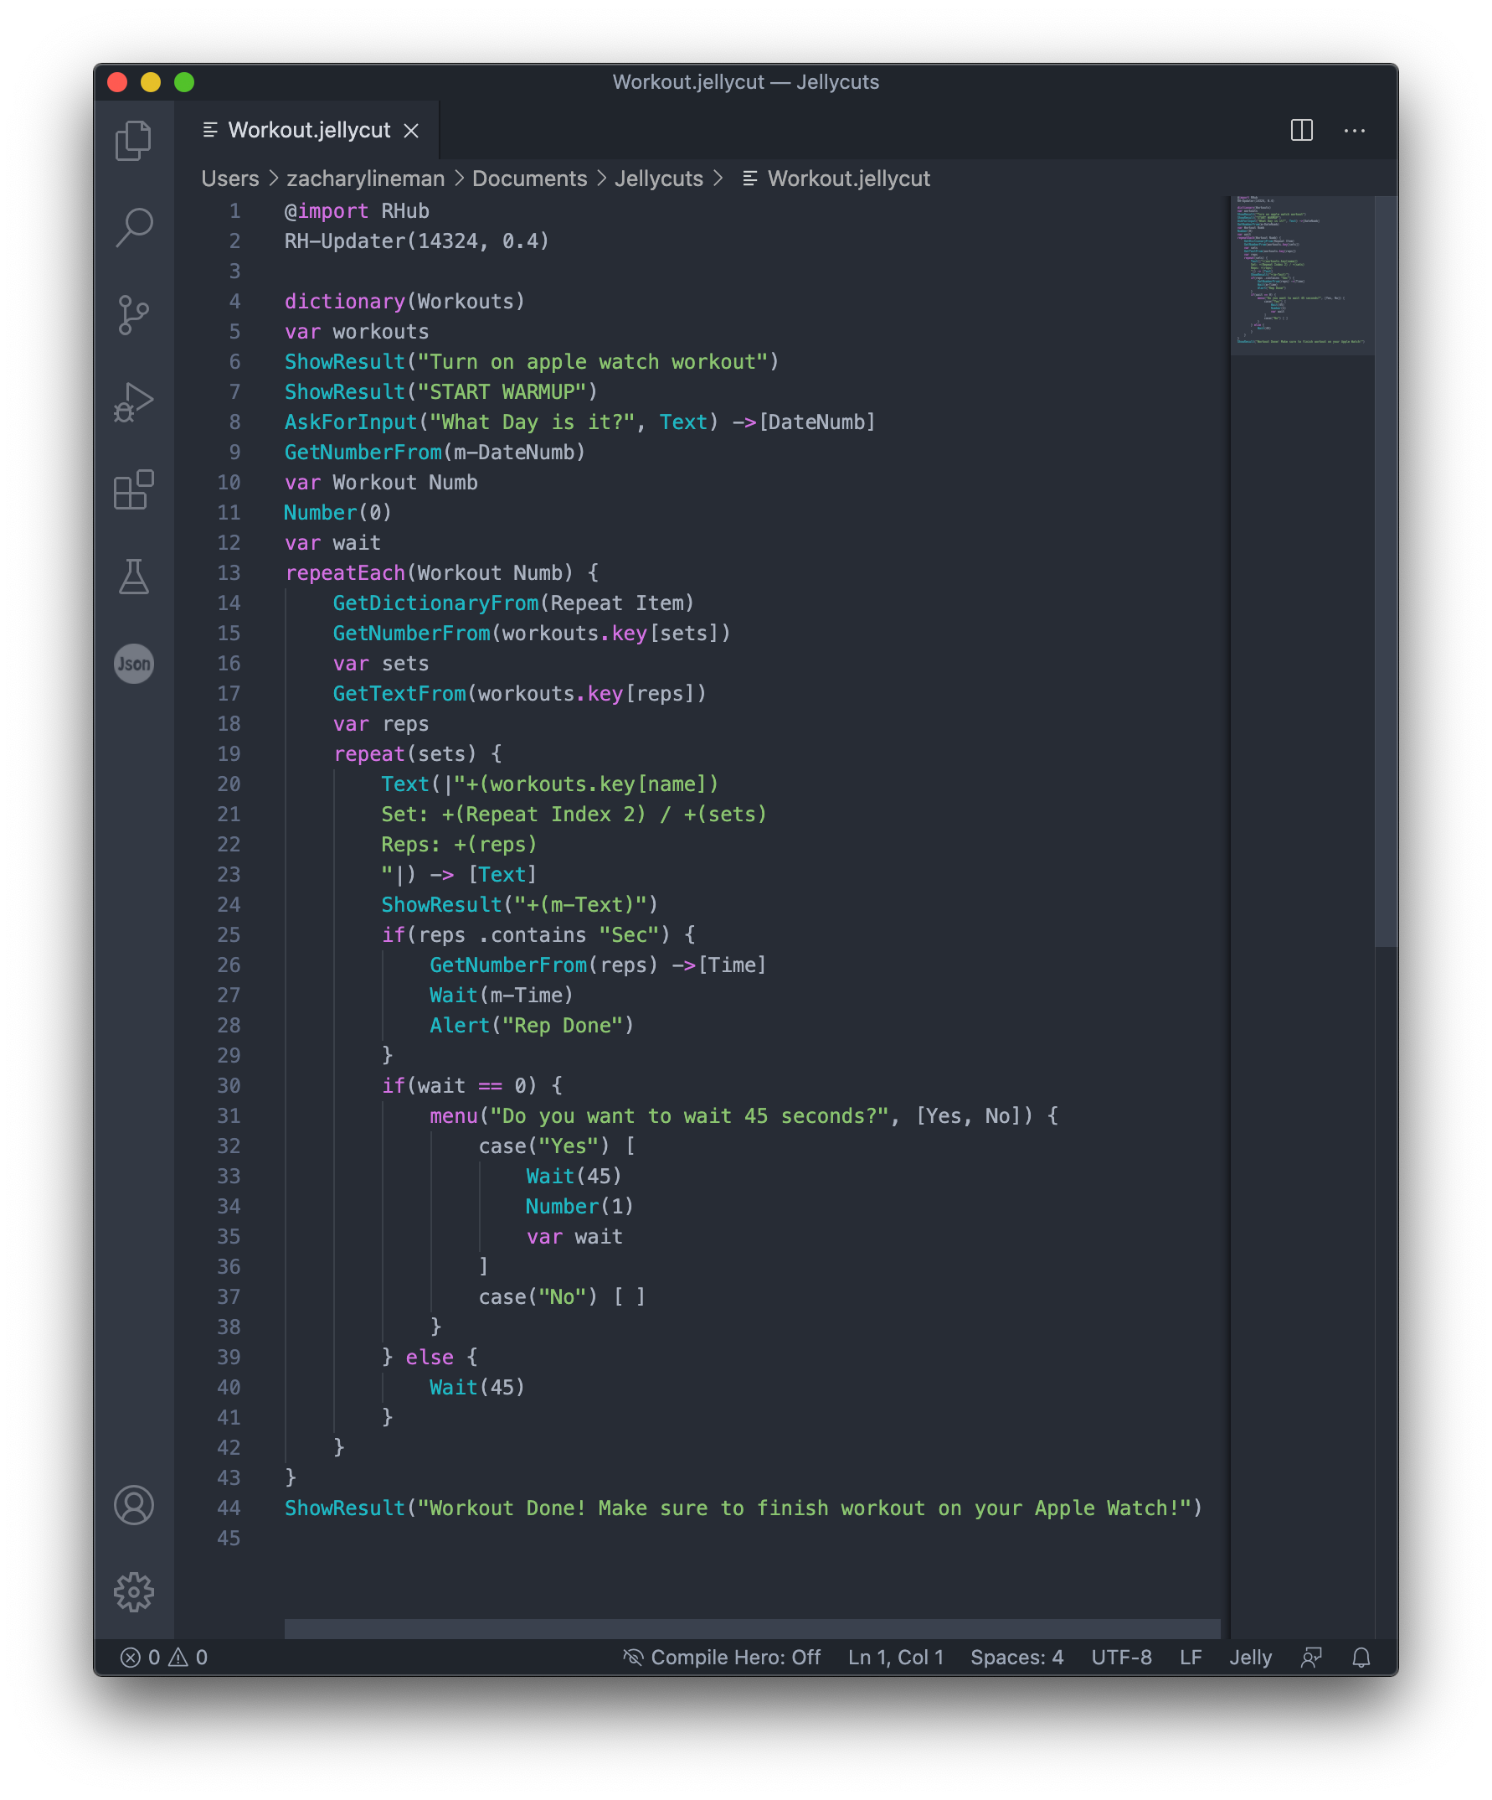 Workout.jellycut — Jellycuts
Workout.jellycut
Users > zacharylineman > Documents > Jellycuts > Workout.jellycut
1 @import RHub
2 RH-Updater(14324, 0.4)
3
4 dictionary(Workouts)
5 var workouts
6 ShowResult("Turn on apple watch workout")
7 ShowResult("START WARMUP")
8 AskForInput("What Day is it?", Text) ->[DateNumb]
9 GetNumberFrom(m-DateNumb)
10 var Workout Numb
11 Number(0)
12 var wait
13 repeatEach(Workout Numb) {
14 GetDictionaryFrom(Repeat Item)
15 GetNumberFrom(workouts.key[sets])
16 var sets
17 GetTextFrom(workouts.key[reps])
18 var reps
19 repeat(sets) {
20 Text(|"+(workouts.key[name])
21 Set: +(Repeat Index 2) / +(sets)
22 Reps: +(reps)
23 "|) -> [Text]
24 ShowResult("+(m-Text)")
25 if(reps .contains "Sec") {
26 GetNumberFrom(reps) ->[Time]
27 Wait(m-Time)
28 Alert("Rep Done")
29 }
30 if(wait == 0) {
31 menu("Do you want to wait 45 seconds?", [Yes, No]) {
32 case("Yes") [
33 Wait(45)
34 Number(1)
35 var wait
36 ]
37 case("No") [ ]
38 }
39 } else {
40 Wait(45)
41 }
42 }
43 }
44 ShowResult("Workout Done! Make sure to finish workout on your Apple Watch!")
45
Json
0 0 Compile Hero: Off Ln 1, Col 1 Spaces: 4 UTF-8 LF Jelly